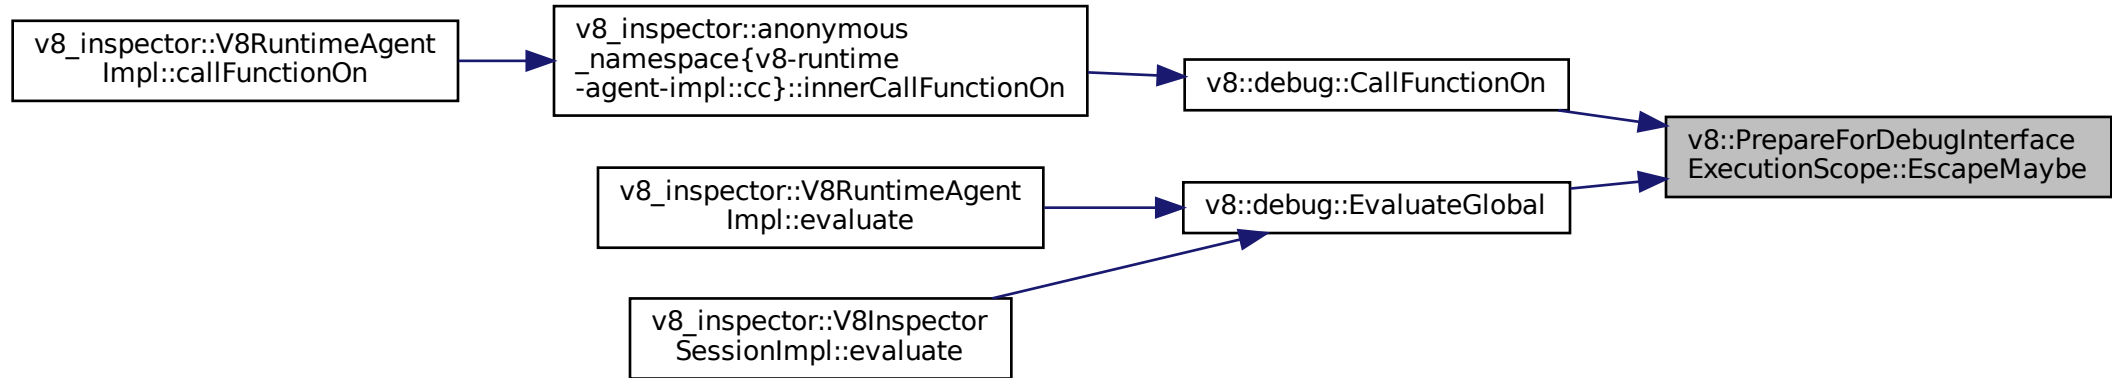 v8_inspector::V8RuntimeAgent
Impl::callFunctionOn
v8_inspector::anonymous
_namespace{v8-runtime
-agent-impl::cc}::innerCallFunctionOn
v8::debug::CallFunctionOn
v8::PrepareForDebugInterface
ExecutionScope::EscapeMaybe
v8_inspector::V8RuntimeAgent
Impl::evaluate
v8::debug::EvaluateGlobal
v8_inspector::V8Inspector
SessionImpl::evaluate